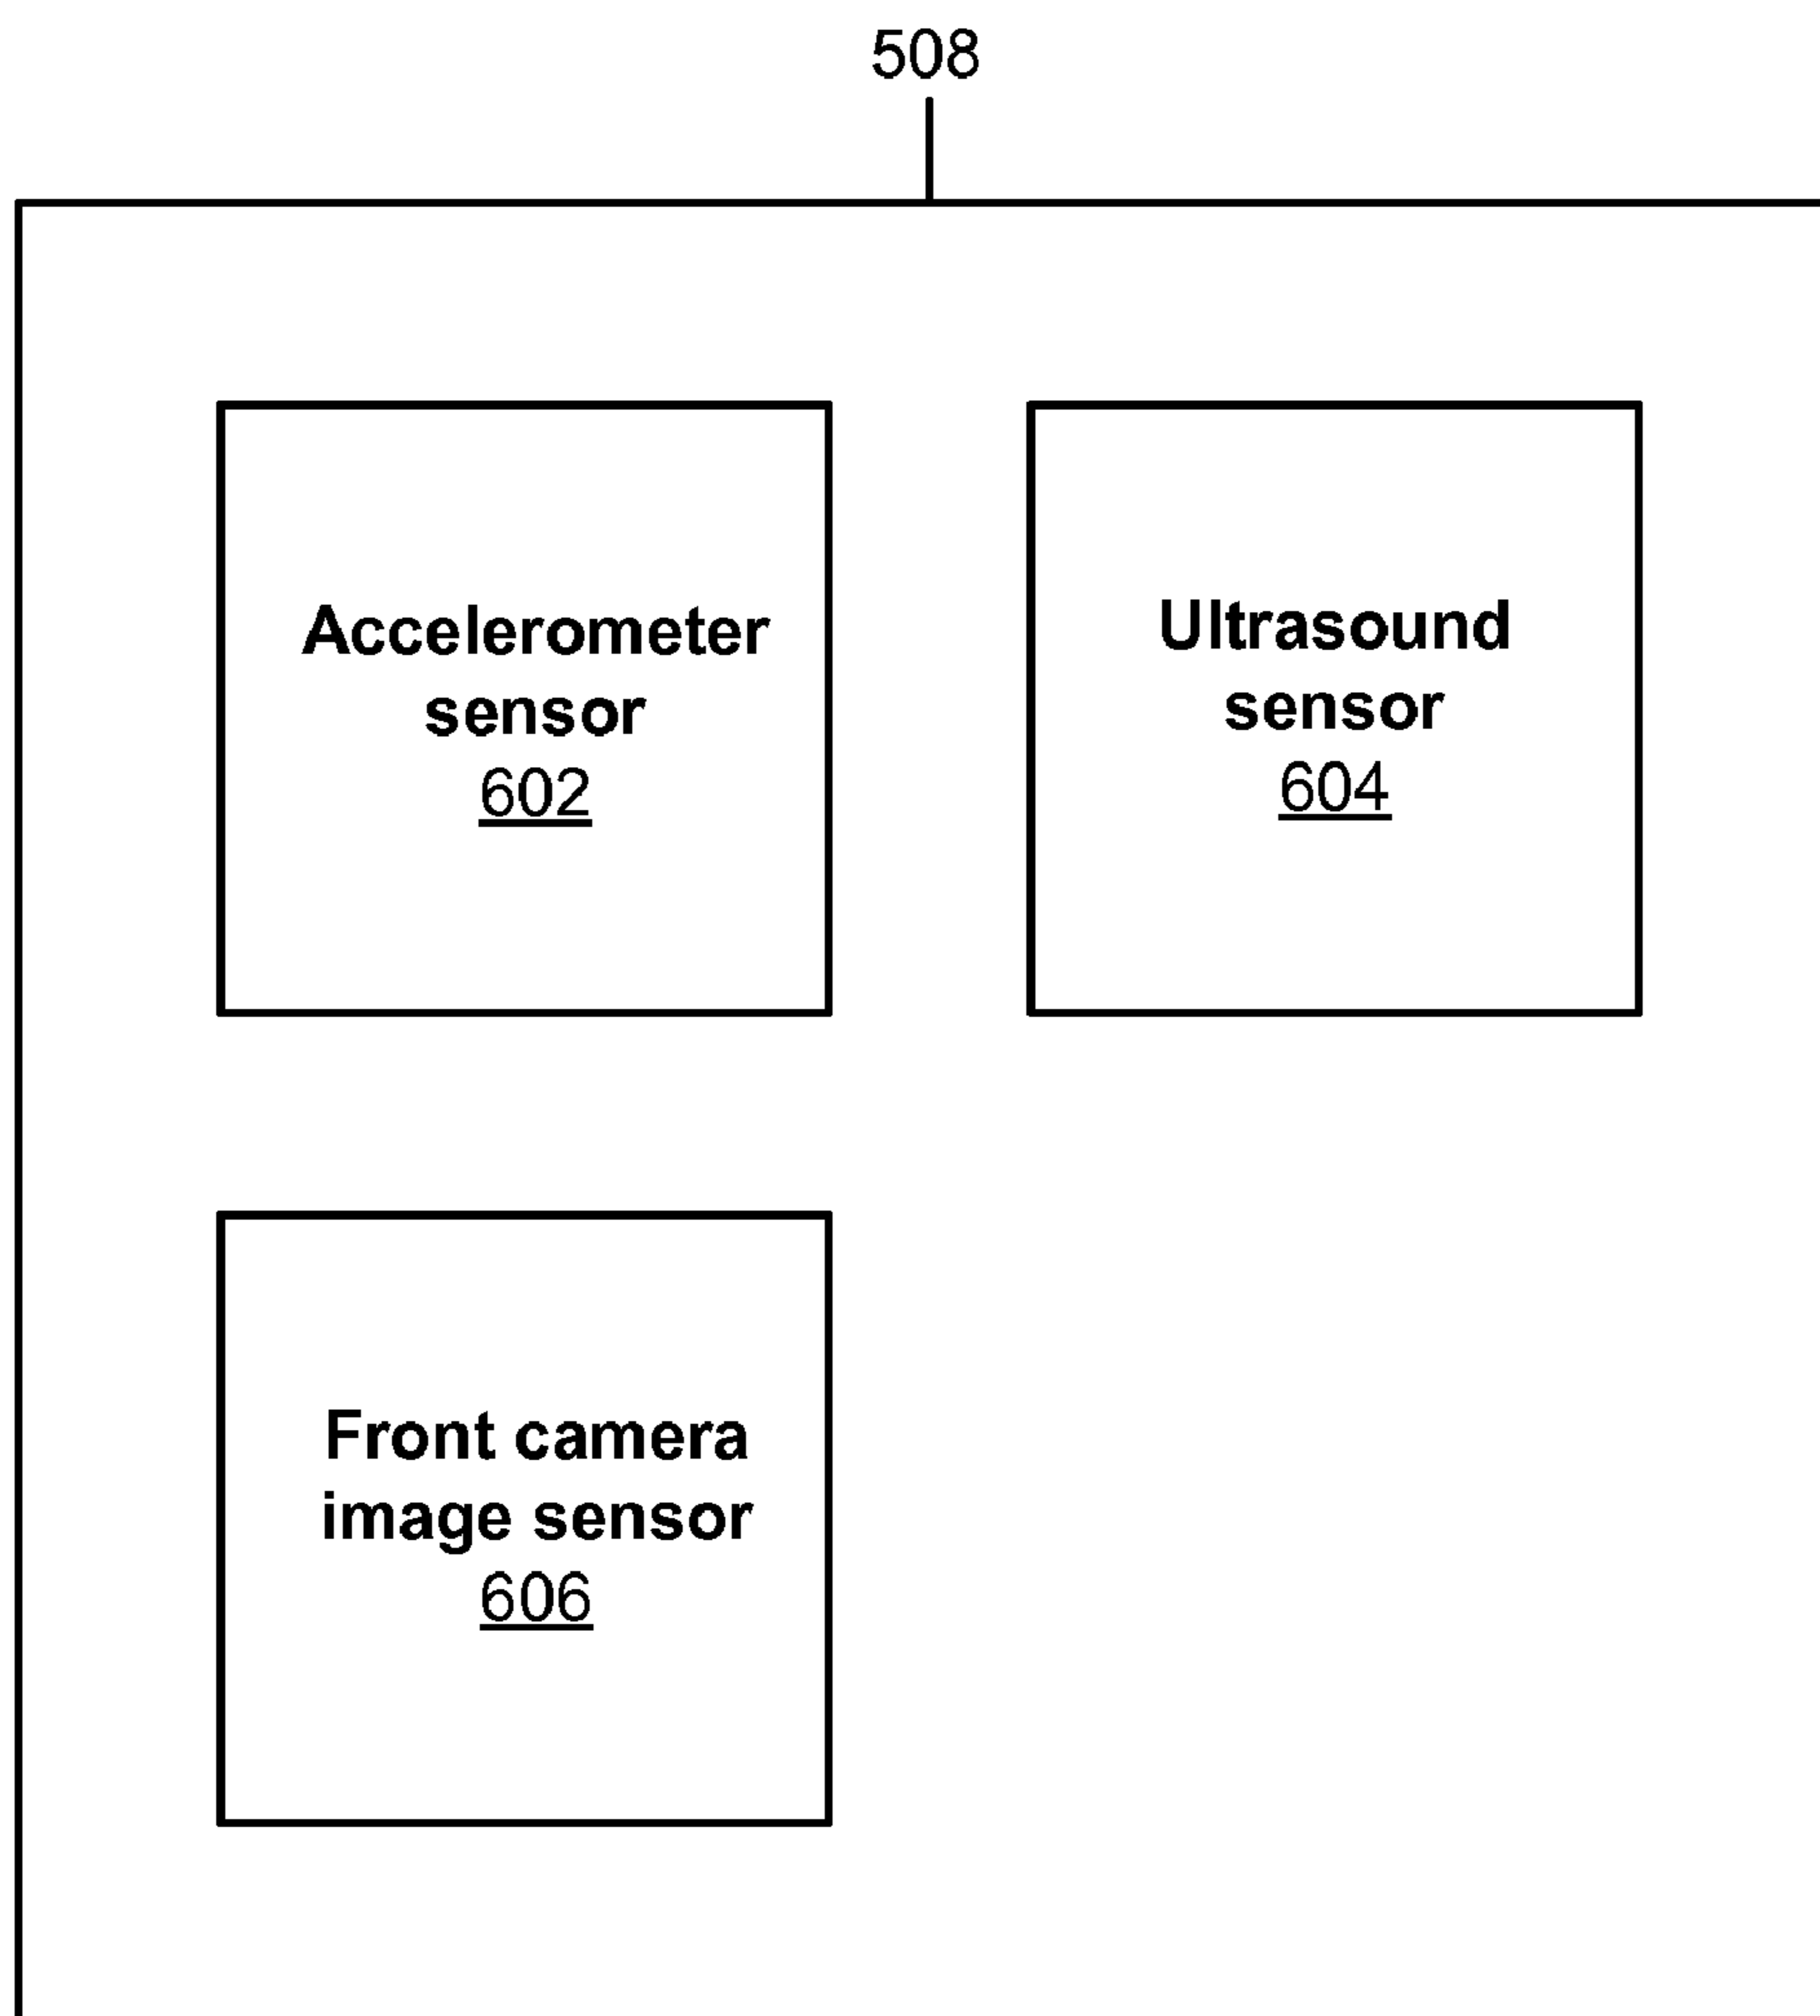 508
Accelerometer
sensor
602
Ultrasound
sensor
604
Front camera
image sensor
606